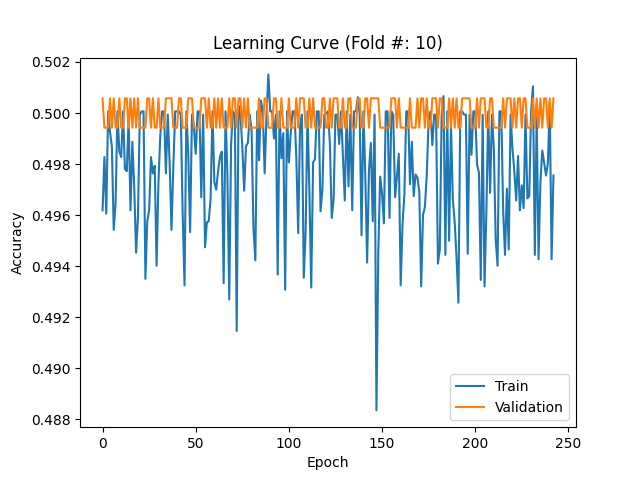 Learning Curve (Fold #: 10)
0.502
0.500
0.498
0.496
0.494
0.492
0.490
0.488
Accuracy
0 50 100 150 200 250
Epoch
Train
Validation